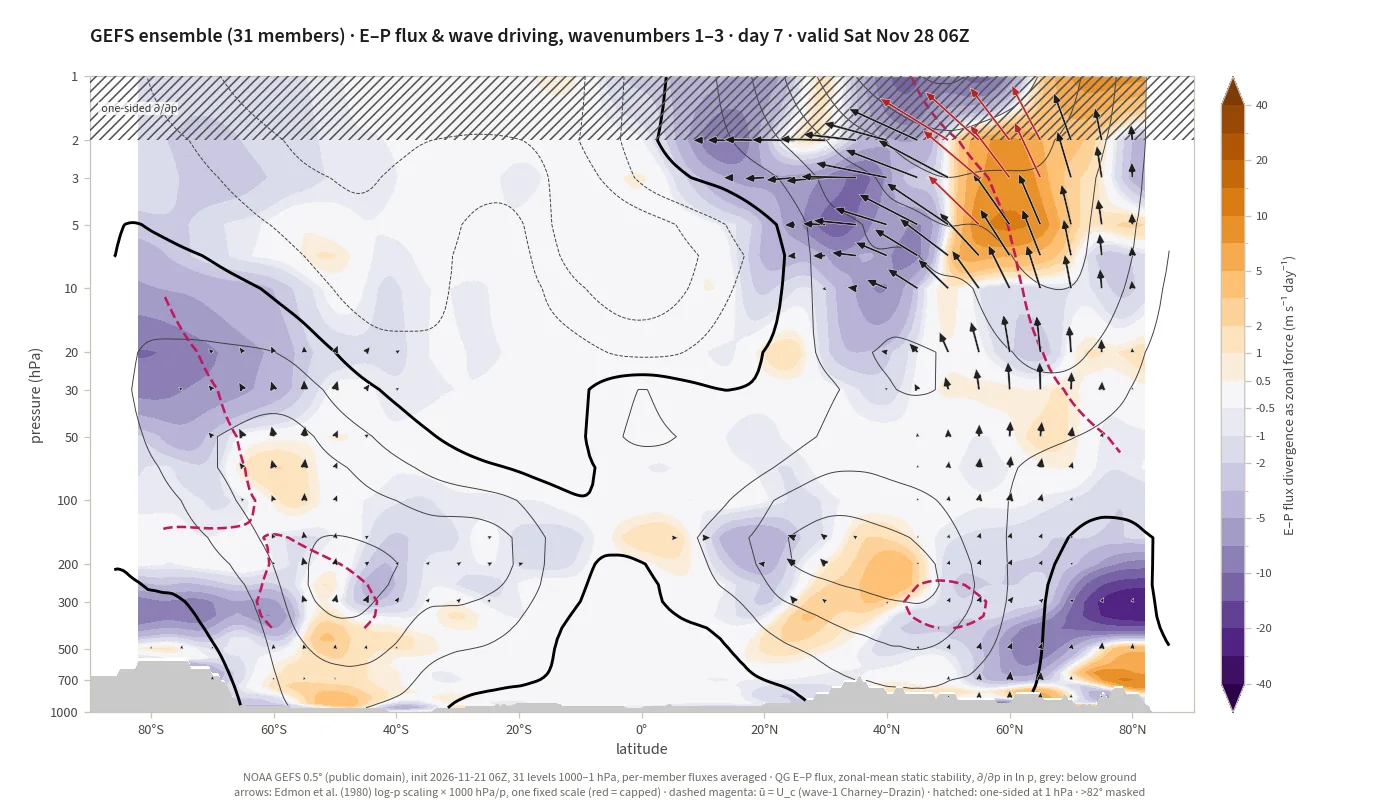 GEFS ensemble (31 members) · E–P flux & wave driving, wavenumbers 1–3 · day 7 · valid Sat Nov 28 06Z
one-sided ∂/∂p
1
2
3
5
10
20
30
50
100
200
300
500
700
1000
pressure (hPa)
80°S
60°S
40°S
20°S
0°
20°N
40°N
60°N
80°N
latitude
40
20
10
5
2
1
0.5
-0.5
-1
-2
-5
-10
-20
-40
E–P flux divergence as zonal force (m s⁻¹ day⁻¹)
NOAA GEFS 0.5° (public domain), init 2026-11-21 06Z, 31 levels 1000–1 hPa, per-member fluxes averaged · QG E–P flux, zonal-mean static stability, ∂/∂p in ln p, grey: below ground
arrows: Edmon et al. (1980) log-p scaling × 1000 hPa/p, one fixed scale (red = capped) · dashed magenta: ū = U_c (wave-1 Charney–Drazin) · hatched: one-sided at 1 hPa · >82° masked